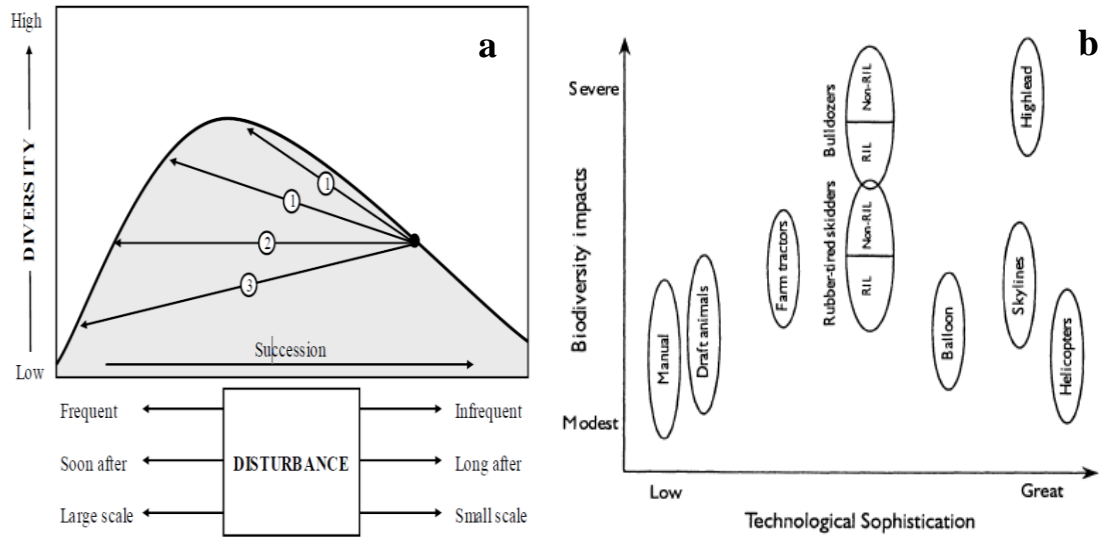 a
High
DIVERSITY
Low
1
1
2
3
Succession
Frequent
Infrequent
Soon after
DISTURBANCE
Long after
Large scale
Small scale
b
Severe
Biodiversity impacts
Modest
Manual
Draft animals
Farm tractors
Rubber-tired skidders
Bulldozers
Non-RIL
RIL
Non-RIL
RIL
Balloon
Skylines
Highlead
Helicopters
Low
Great
Technological Sophistication